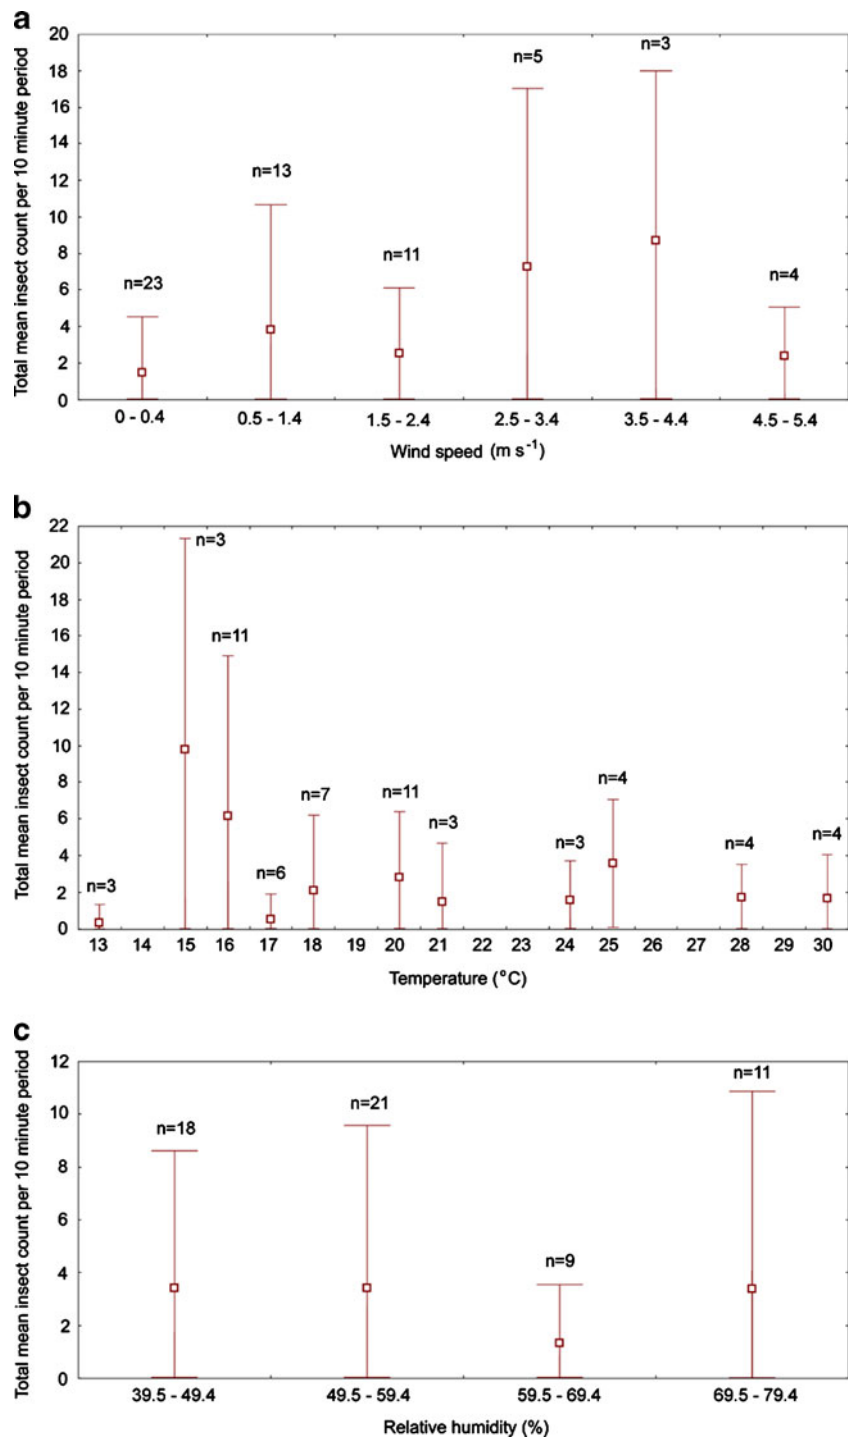 a
Total mean insect count per 10 minute period
20
18
16
14
12
10
8
6
4
2
0
n=23
n=13
n=11
n=5
n=3
n=4
0 - 0.4
0.5 - 1.4
1.5 - 2.4
2.5 - 3.4
3.5 - 4.4
4.5 - 5.4
Wind speed (m s⁻¹)
b
Total mean insect count per 10 minute period
22
20
18
16
14
12
10
8
6
4
2
0
n=3
n=3
n=11
n=6
n=7
n=11
n=3
n=3
n=4
n=4
n=4
13 14 15 16 17 18 19 20 21 22 23 24 25 26 27 28 29 30
Temperature (°C)
c
Total mean insect count per 10 minute period
12
10
8
6
4
2
0
n=18
n=21
n=9
n=11
39.5 - 49.4
49.5 - 59.4
59.5 - 69.4
69.5 - 79.4
Relative humidity (%)